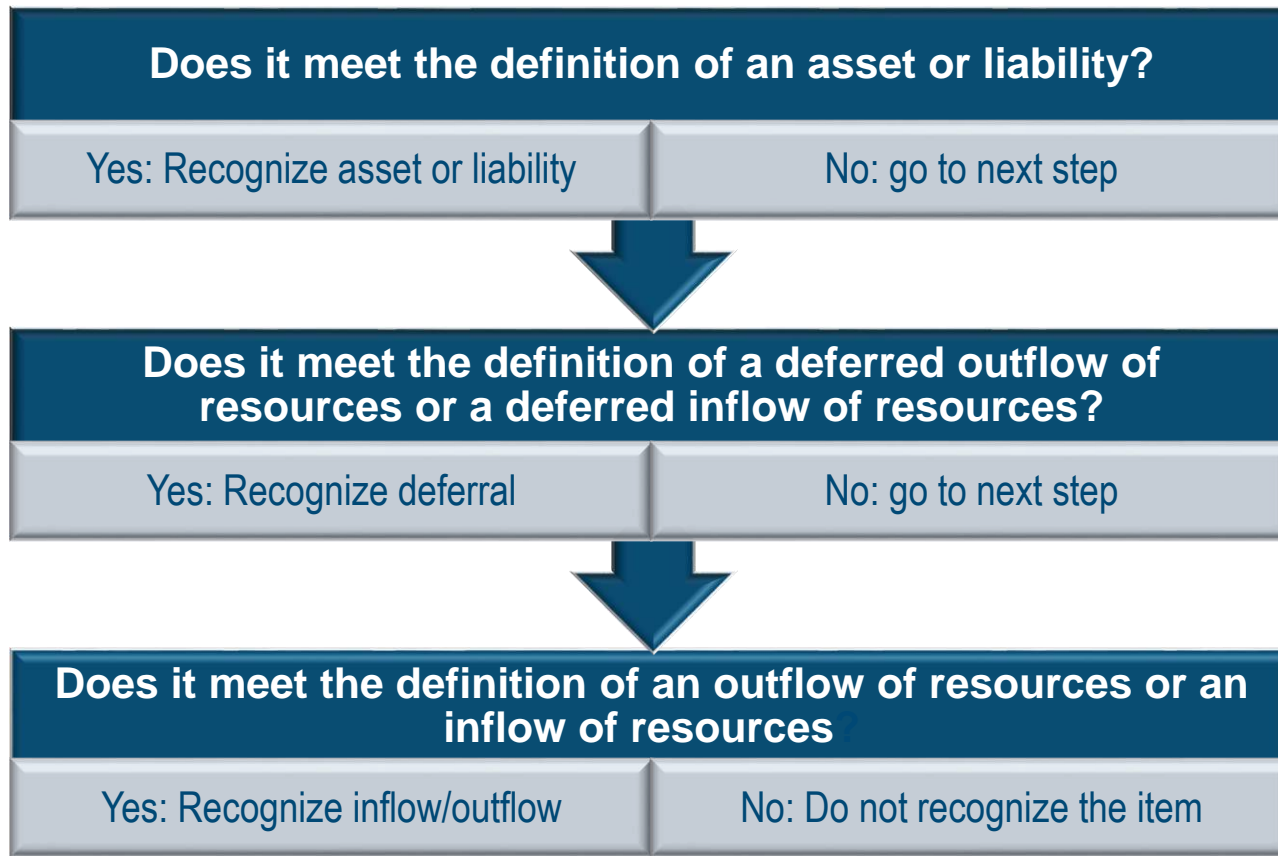 Does it meet the definition of an asset or liability?
Yes: Recognize asset or liability
No: go to next step
Does it meet the definition of a deferred outflow of
resources or a deferred inflow of resources?
Yes: Recognize deferral
No: go to next step
Does it meet the definition of an outflow of resources or an
inflow of resources?
Yes: Recognize inflow/outflow
No: Do not recognize the item